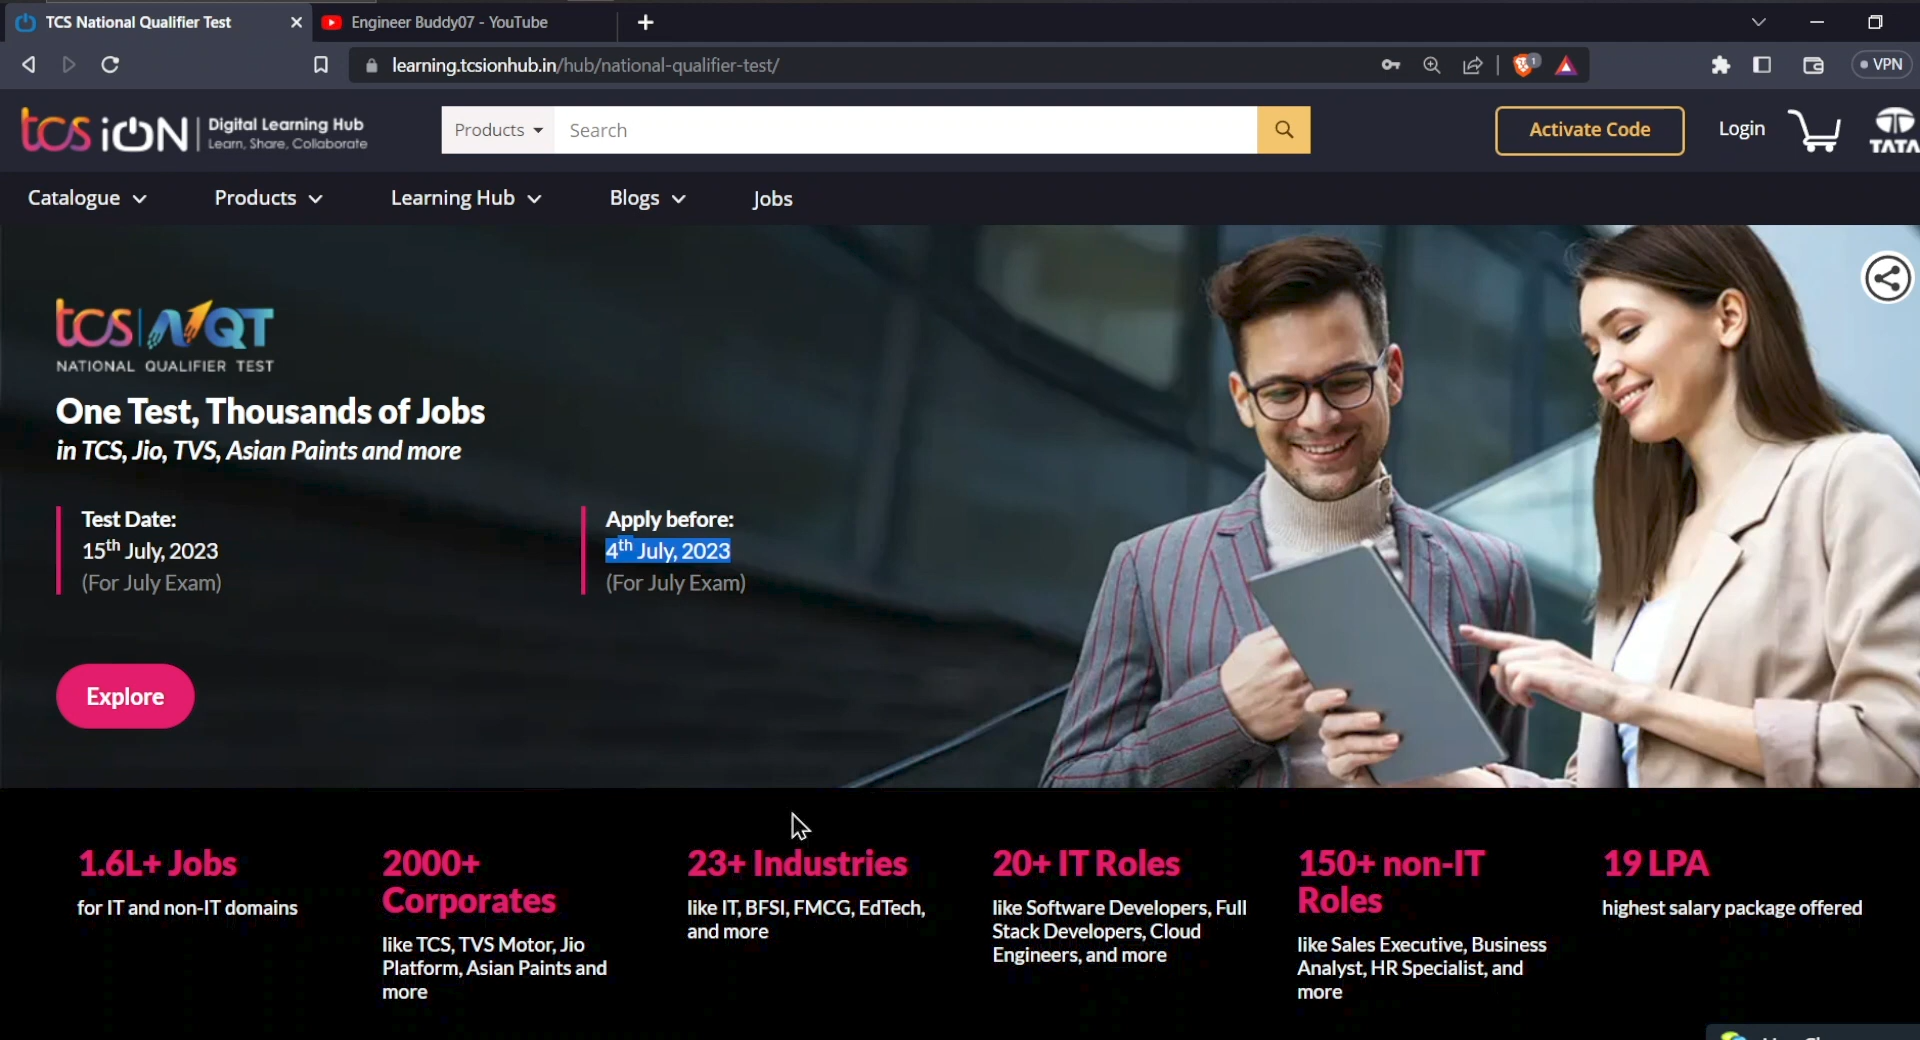 TCS National Qualifier Test
Engineer Buddy07 - YouTube
learning.tcsionhub.in/hub/national-qualifier-test/
1
VPN
tcs iON
Digital Learning Hub
Learn, Share, Collaborate
Products
Search
Activate Code
Login
TATA
Catalogue
Products
Learning Hub
Blogs
Jobs
tcs NQT
NATIONAL QUALIFIER TEST
One Test, Thousands of Jobs
in TCS, Jio, TVS, Asian Paints and more
Test Date:
15th July, 2023
(For July Exam)
Apply before:
4th July, 2023
(For July Exam)
Explore
1.6L+ Jobs
for IT and non-IT domains
2000+
Corporates
like TCS, TVS Motor, Jio
Platform, Asian Paints and
more
23+ Industries
like IT, BFSI, FMCG, EdTech,
and more
20+ IT Roles
like Software Developers, Full
Stack Developers, Cloud
Engineers, and more
150+ non-IT
Roles
like Sales Executive, Business
Analyst, HR Specialist, and
more
19 LPA
highest salary package offered